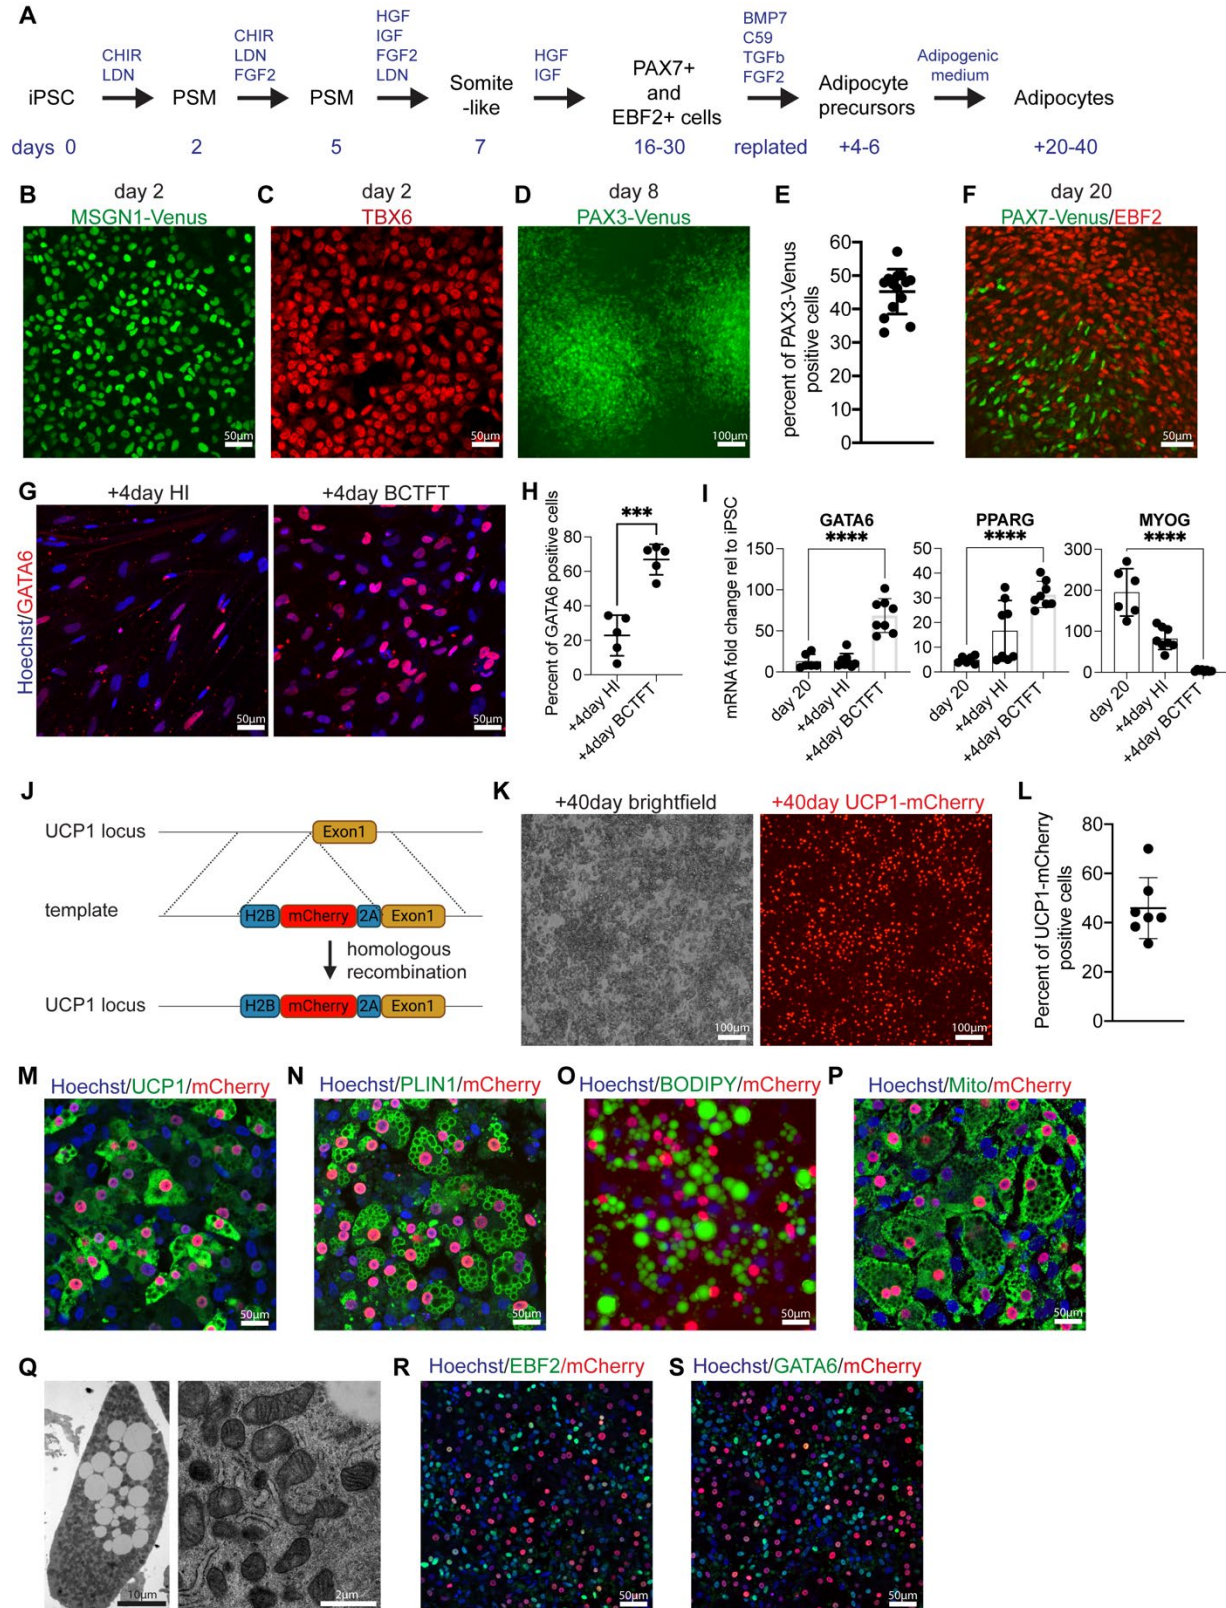 A
CHIR
LDN
CHIR
LDN
FGF2
HGF
IGF
FGF2
LDN
HGF
IGF
BMP7
C59
TGFb
FGF2
Adipogenic
medium
iPSC
PSM
PSM
Somite
-like
PAX7+
and
EBF2+ cells
Adipocyte
precursors
Adipocytes
days 0 2 5 7 16-30 replated +4-6 +20-40
B
day 2
MSGN1-Venus
50µm
C
day 2
TBX6
50µm
D
day 8
PAX3-Venus
100µm
E
percent of PAX3-Venus
positive cells
60
50
40
30
20
10
0
F
day 20
PAX7-Venus/EBF2
50µm
G
Hoechst/GATA6
+4day HI
50µm
+4day BCTFT
50µm
H
Percent of GATA6 positive cells
80
60
40
20
0
***
+4day HI
+4day BCTFT
I
mRNA fold change rel to iPSC
GATA6
****
150
100
50
0
day 20
+4day HI
+4day BCTFT
PPARG
****
50
40
30
20
10
0
day 20
+4day HI
+4day BCTFT
MYOG
****
300
200
100
0
day 20
+4day HI
+4day BCTFT
J
UCP1 locus
Exon1
template
H2B mCherry 2A Exon1
homologous
recombination
UCP1 locus
H2B mCherry 2A Exon1
K
+40day brightfield
100µm
+40day UCP1-mCherry
100µm
L
Percent of UCP1-mCherry
positive cells
80
60
40
20
0
M
Hoechst/UCP1/mCherry
50µm
N
Hoechst/PLIN1/mCherry
50µm
O
Hoechst/BODIPY/mCherry
50µm
P
Hoechst/Mito/mCherry
50µm
Q
10µm
2µm
R
Hoechst/EBF2/mCherry
50µm
S
Hoechst/GATA6/mCherry
50µm